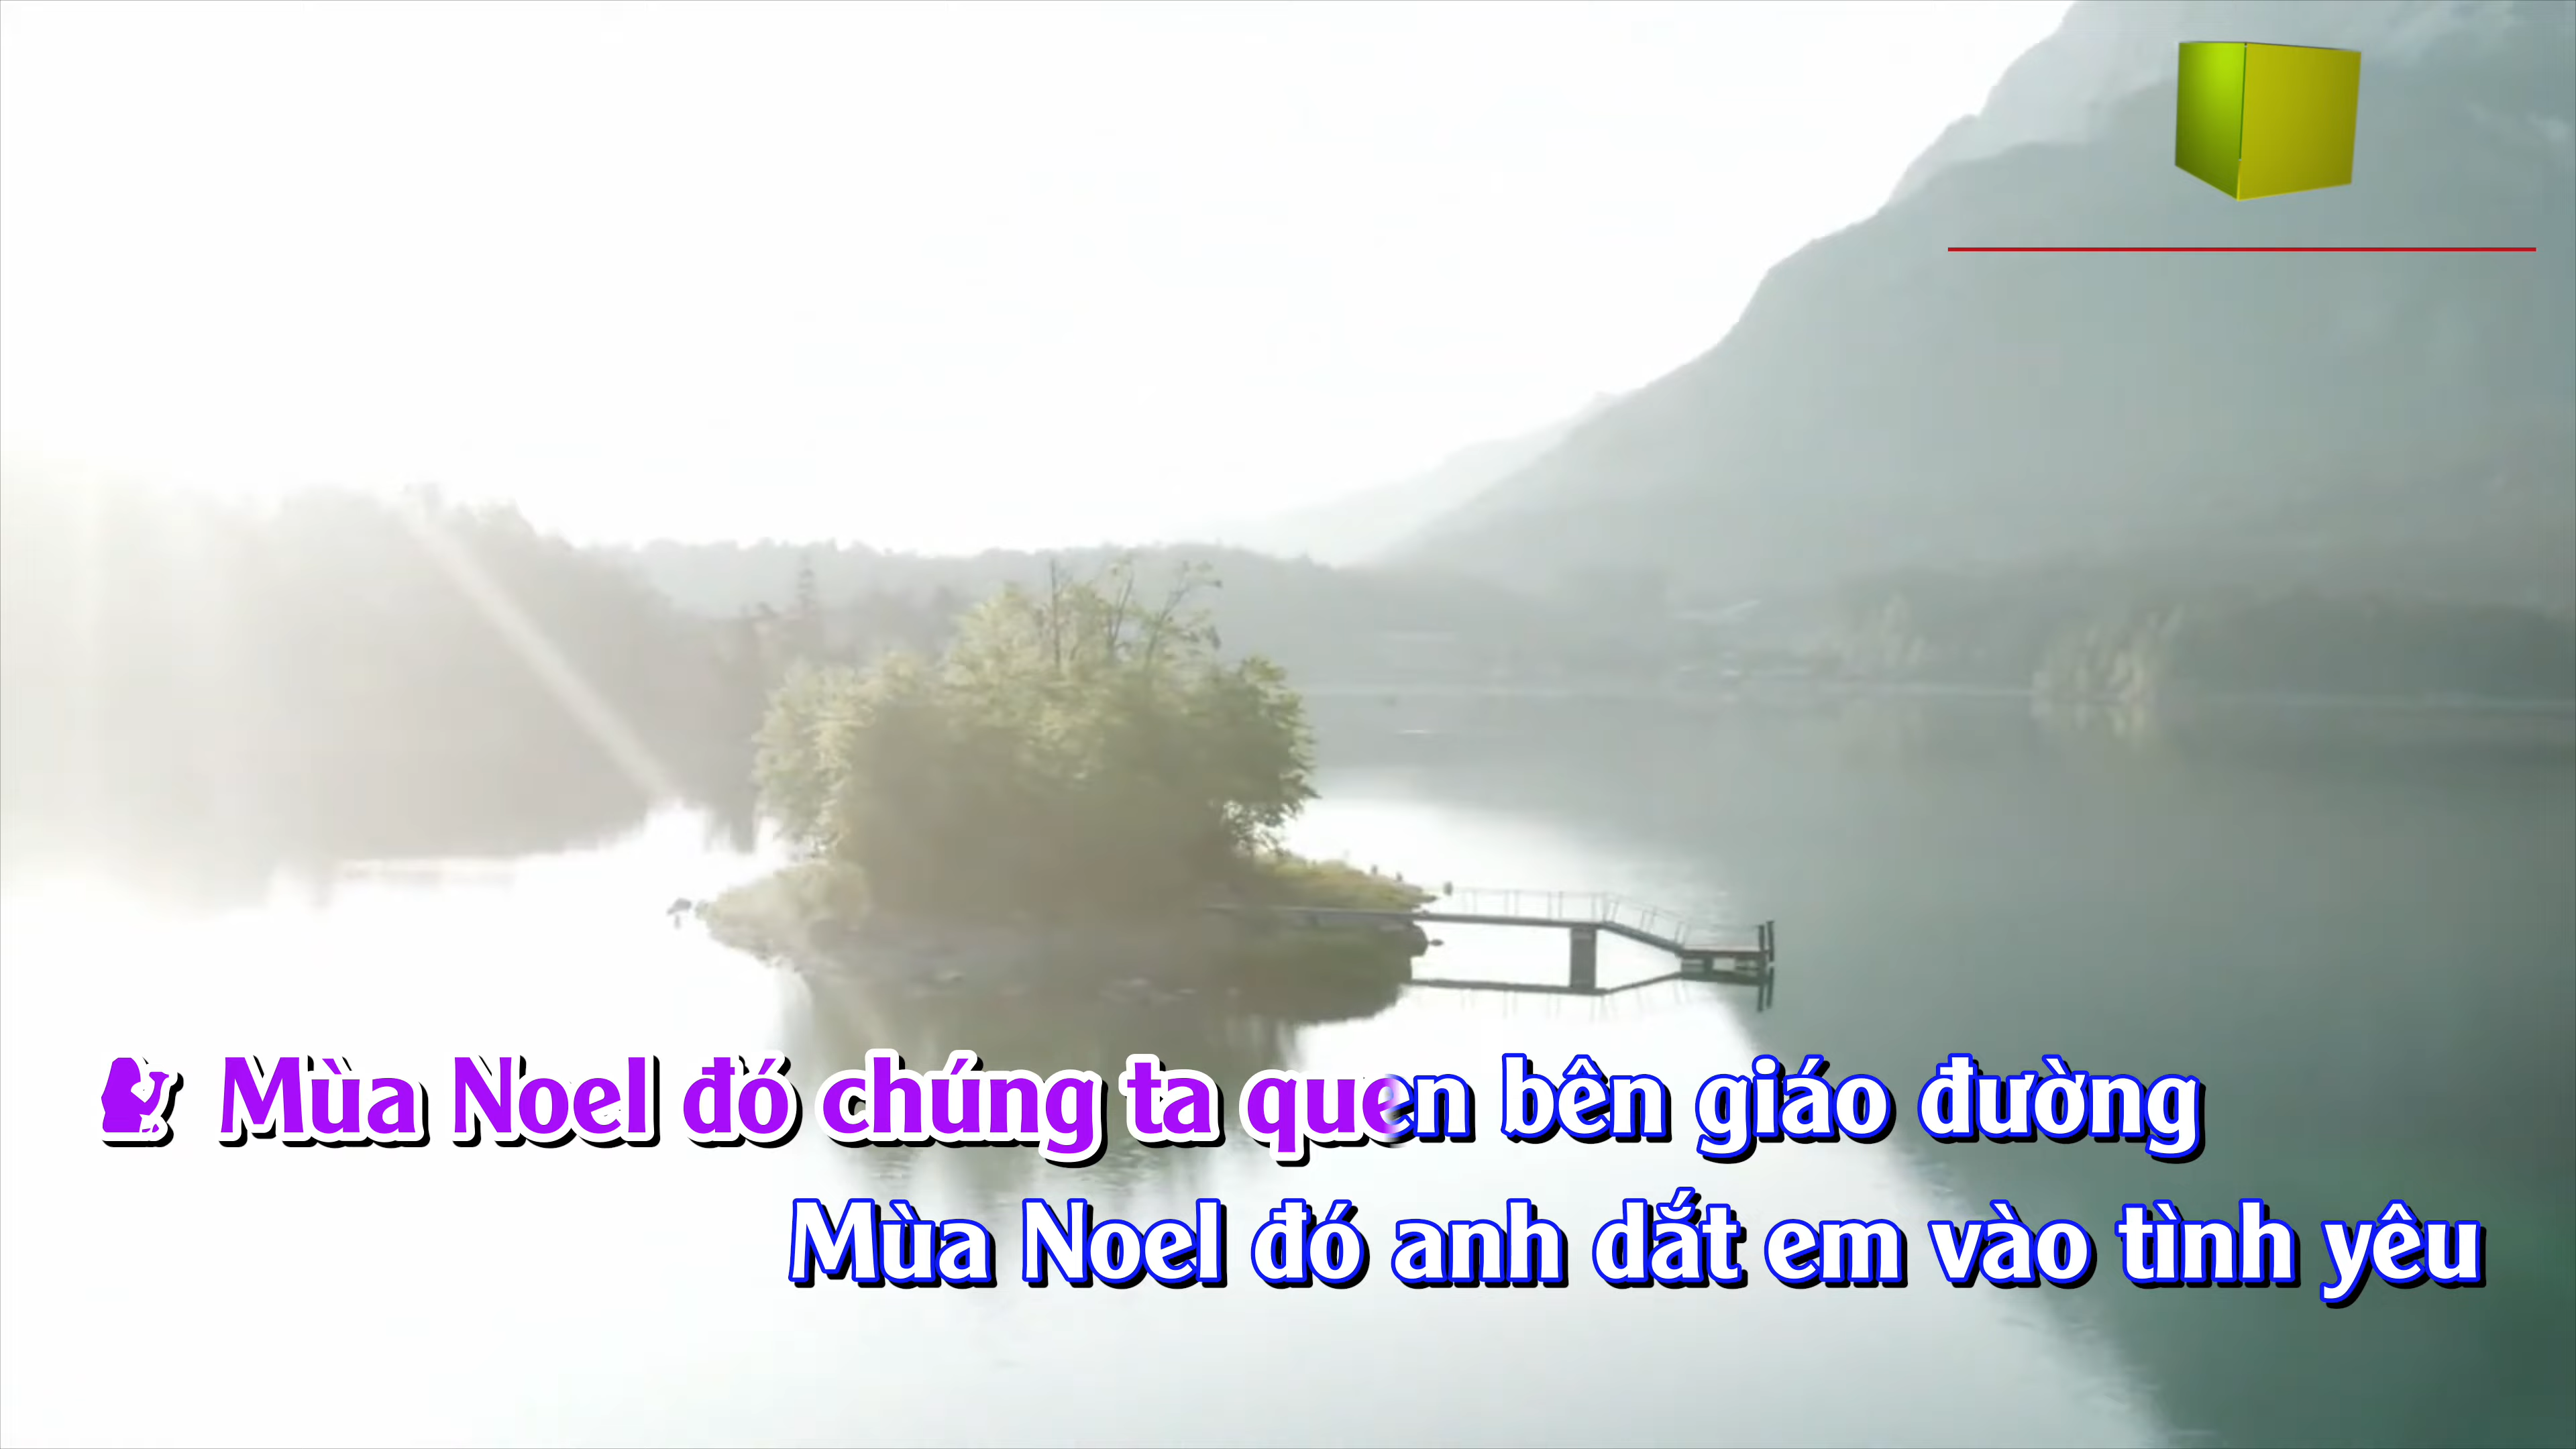 Mùa Noel đó chúng ta quen bên giáo đường
Mùa Noel đó anh dắt em vào tình yêu